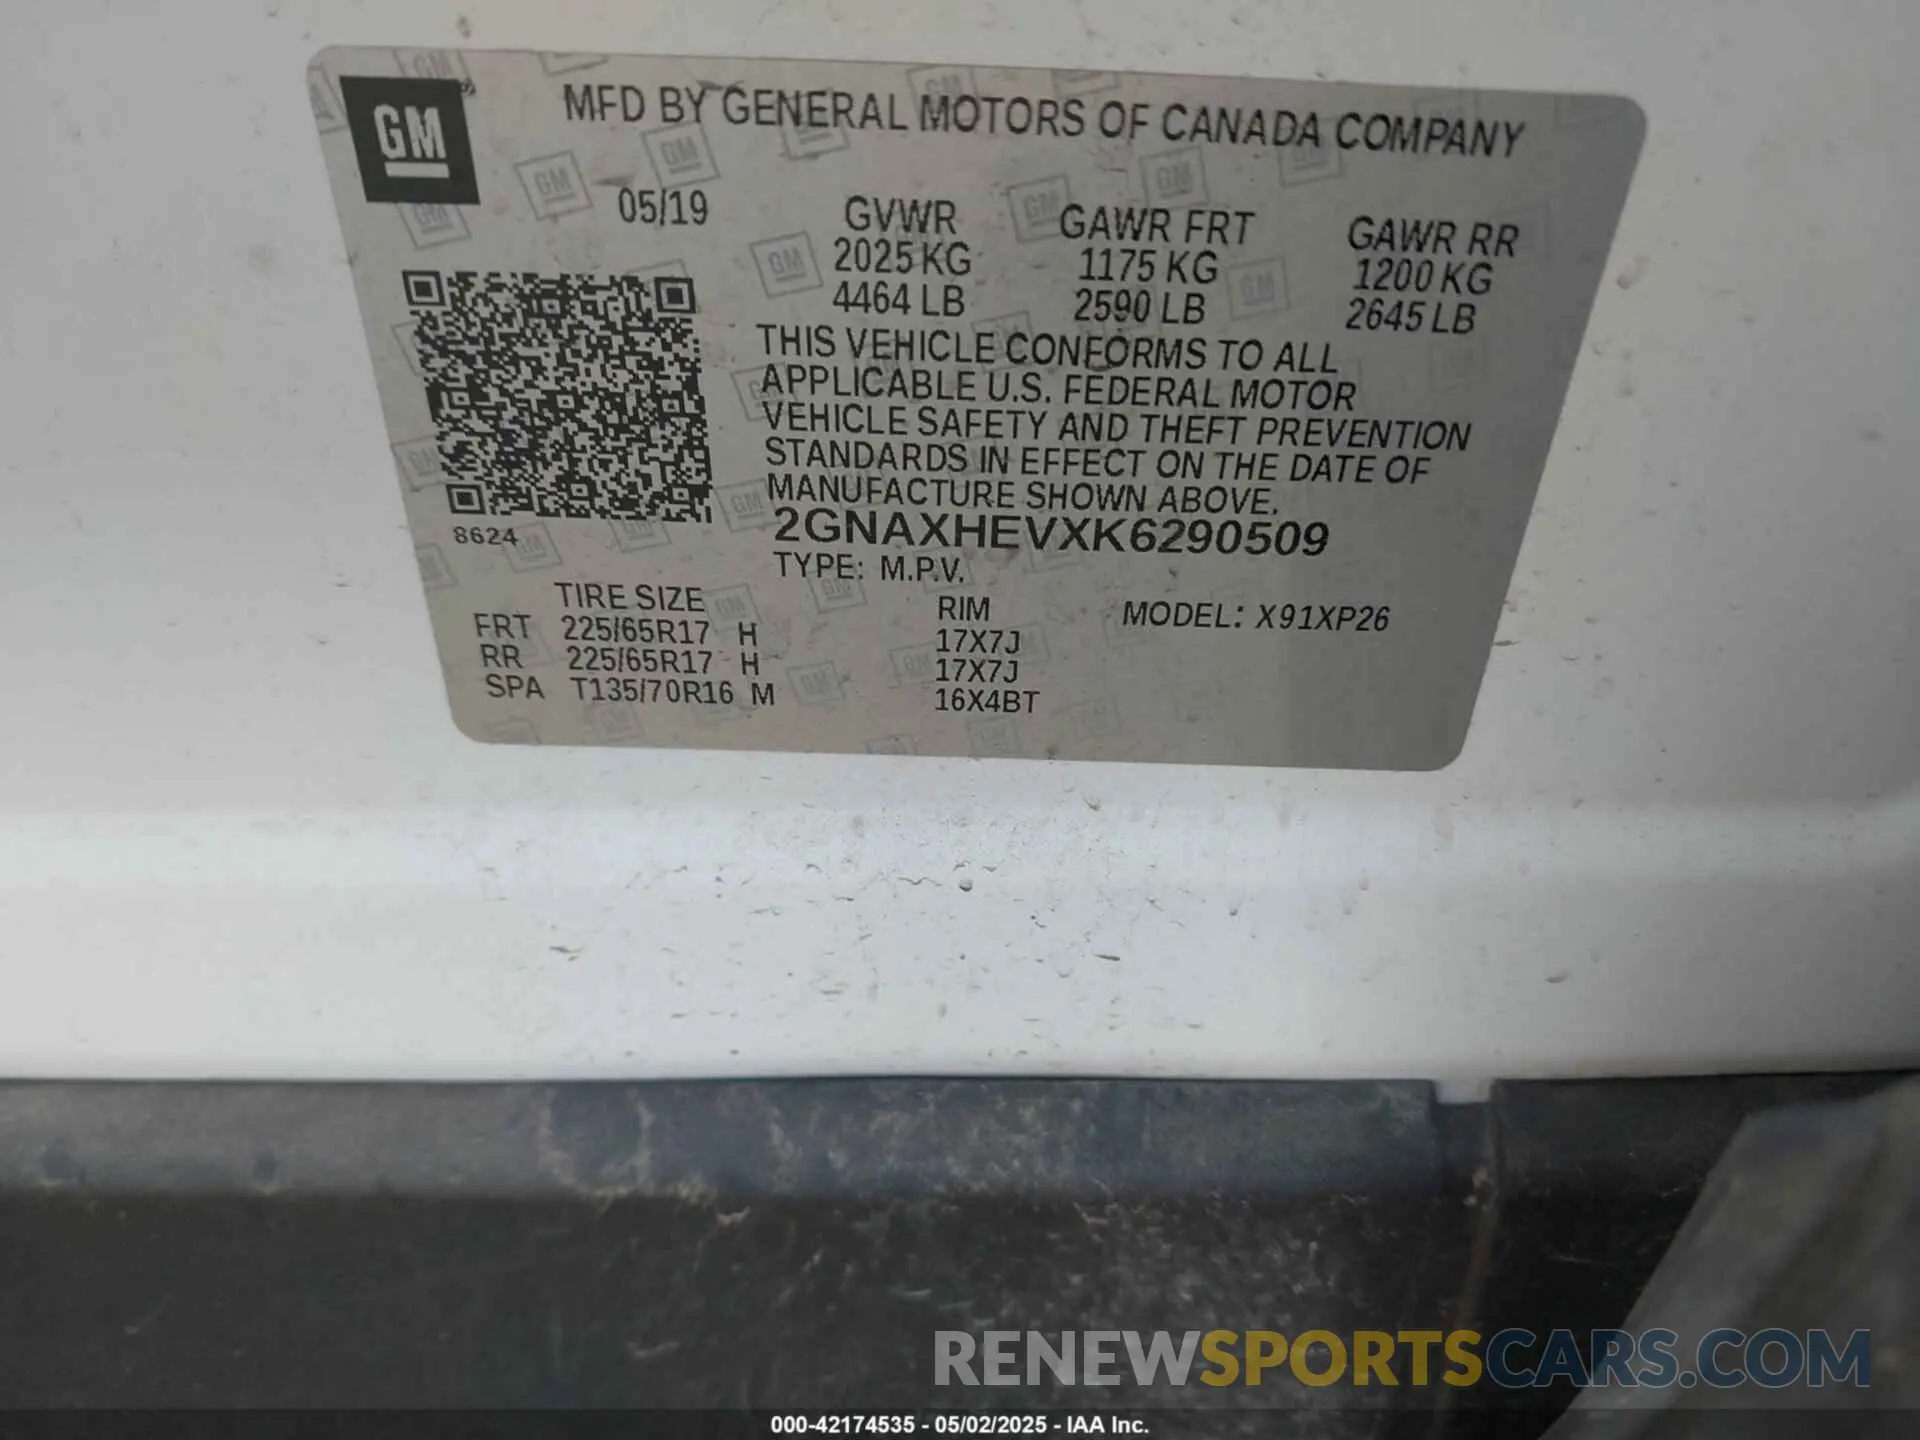 GM
MFD BY GENERAL MOTORS OF CANADA COMPANY
05/19
GVWR GAWR FRT GAWR RR
2025 KG 1175 KG 1200 KG
4464 LB 2590 LB 2645 LB
THIS VEHICLE CONFORMS TO ALL
APPLICABLE U.S. FEDERAL MOTOR
VEHICLE SAFETY AND THEFT PREVENTION
STANDARDS IN EFFECT ON THE DATE OF
MANUFACTURE SHOWN ABOVE.
2GNAXHEVXK6290509
8624
TYPE: M.P.V.
TIRE SIZE RIM MODEL: X91XP26
FRT 225/65R17 H 17X7J
RR 225/65R17 H 17X7J
SPA T135/70R16 M 16X4BT
RENEWSPORTSCARS.COM
000-42174535 - 05/02/2025 - IAA Inc.